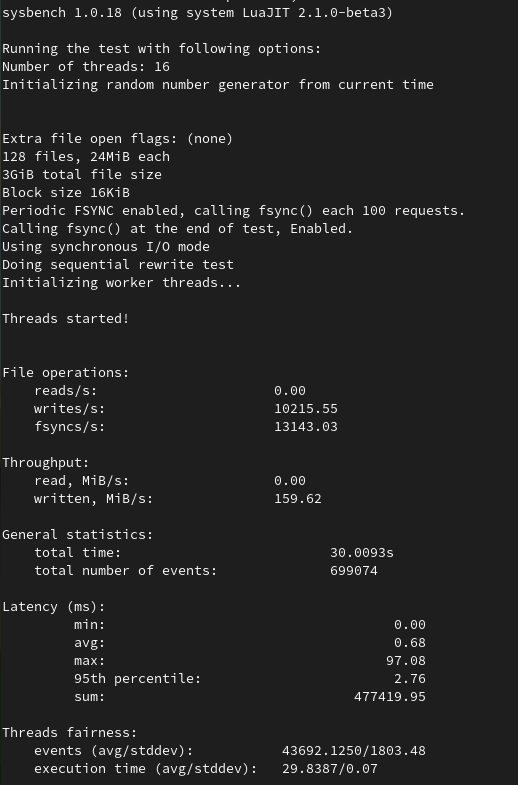 sysbench 1.0.18 (using system LuaJIT 2.1.0-beta3)
Running the test with following options:
Number of threads: 16
Initializing random number generator from current time
Extra file open flags: (none)
128 files, 24MiB each
3GiB total file size
Block size 16KiB
Periodic FSYNC enabled, calling fsync() each 100 requests.
Calling fsync() at the end of test, Enabled.
Using synchronous I/O mode
Doing sequential rewrite test
Initializing worker threads...
Threads started!
File operations:
reads/s: 0.00
writes/s: 10215.55
fsyncs/s: 13143.03
Throughput:
read, MiB/s: 0.00
written, MiB/s: 159.62
General statistics:
total time: 30.0093s
total number of events: 699074
Latency (ms):
min: 0.00
avg: 0.68
max: 97.08
95th percentile: 2.76
sum: 477419.95
Threads fairness:
events (avg/stddev): 43692.1250/1803.48
execution time (avg/stddev): 29.8387/0.07